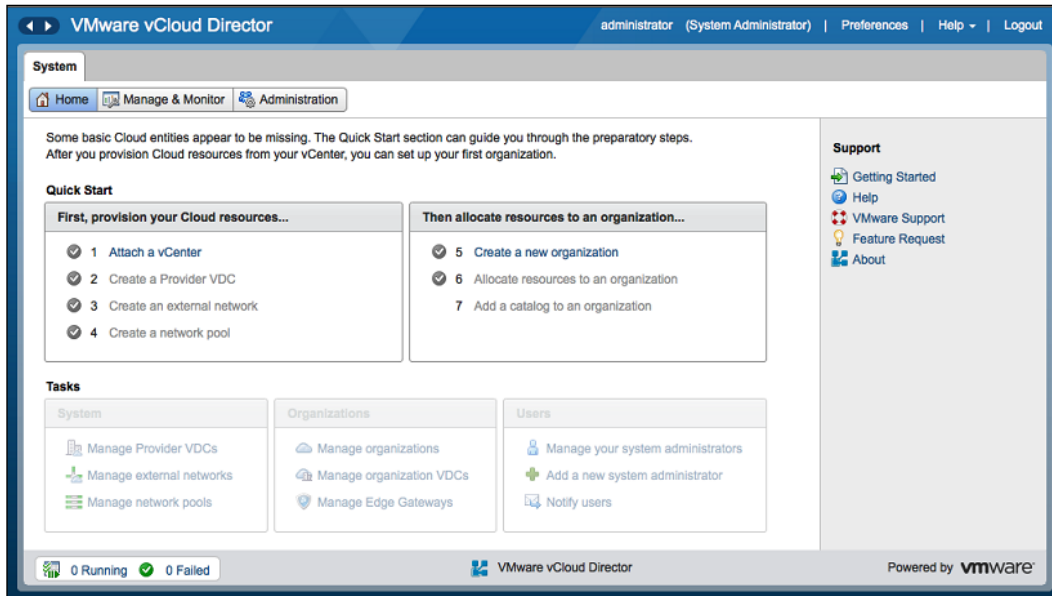 VMware vCloud Director
administrator (System Administrator) | Preferences | Help | Logout
System
Home Manage & Monitor Administration
Some basic Cloud entities appear to be missing. The Quick Start section can guide you through the preparatory steps.
After you provision Cloud resources from your vCenter, you can set up your first organization.
Quick Start
First, provision your Cloud resources...
1 Attach a vCenter
2 Create a Provider VDC
3 Create an external network
4 Create a network pool
Then allocate resources to an organization...
5 Create a new organization
6 Allocate resources to an organization
7 Add a catalog to an organization
Tasks
System
Manage Provider VDCs
Manage external networks
Manage network pools
Organizations
Manage organizations
Manage organization VDCs
Manage Edge Gateways
Users
Manage your system administrators
Add a new system administrator
Notify users
Support
Getting Started
Help
VMware Support
Feature Request
About
0 Running 0 Failed
VMware vCloud Director
Powered by vmware